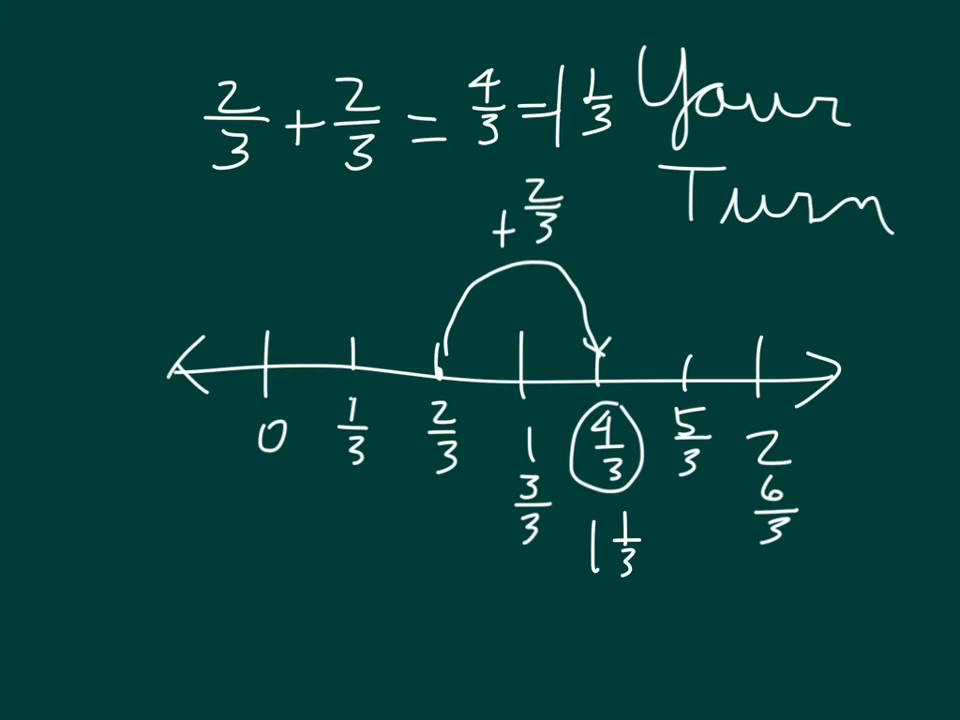 2/3 + 2/3 = 4/3 = 1 1/3 Your
Turn
+ 2/3
0 1/3 2/3 1 4/3 5/3 2
3/3 6/3
1 1/3